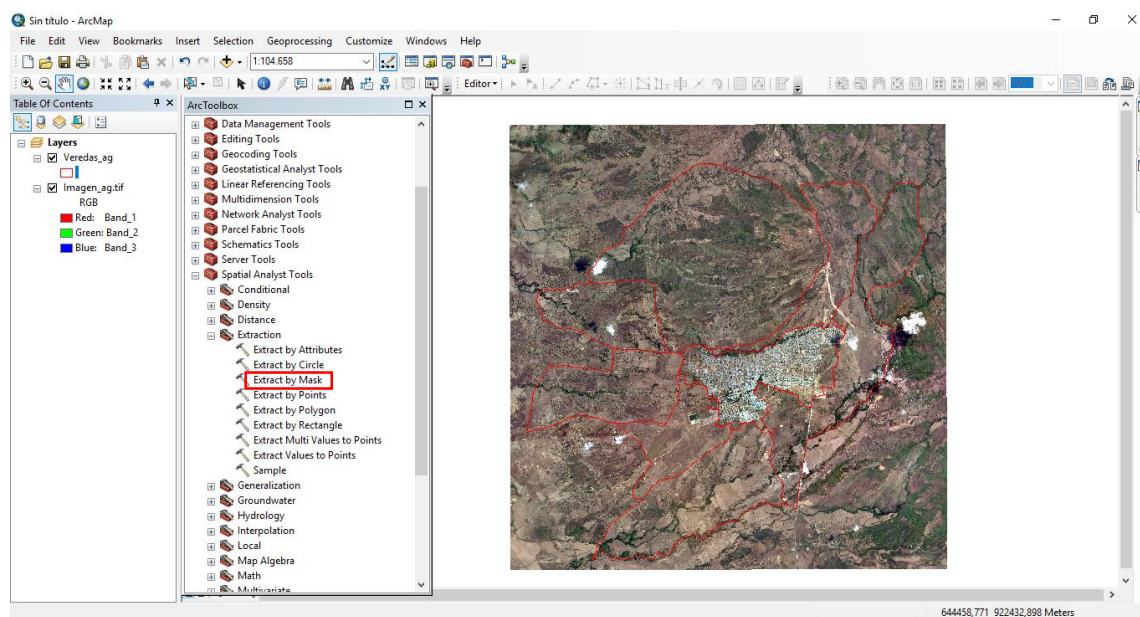 Sin título - ArcMap
File Edit View Bookmarks Insert Selection Geoprocessing Customize Windows Help
1:104.658
Editor
Table Of Contents
Layers
Veredas_ag
Imagen_ag.tif
RGB
Red: Band_1
Green: Band_2
Blue: Band_3
ArcToolbox
Data Management Tools
Editing Tools
Geocoding Tools
Geostatistical Analyst Tools
Linear Referencing Tools
Multidimension Tools
Network Analyst Tools
Parcel Fabric Tools
Schematics Tools
Server Tools
Spatial Analyst Tools
Conditional
Density
Distance
Extraction
Extract by Attributes
Extract by Circle
Extract by Mask
Extract by Points
Extract by Polygon
Extract by Rectangle
Extract Multi Values to Points
Extract Values to Points
Sample
Generalization
Groundwater
Hydrology
Interpolation
Local
Map Algebra
Math
Multivariate
644458,771 922432,898 Meters